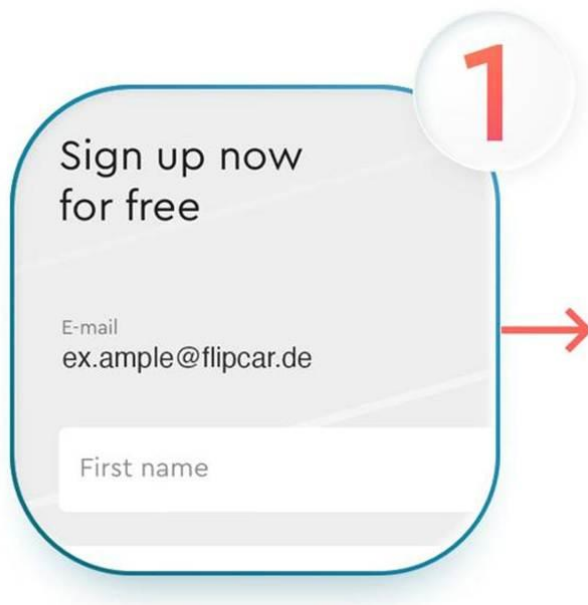 1
Sign up now
for free
E-mail
ex.ample@flipcar.de
First name